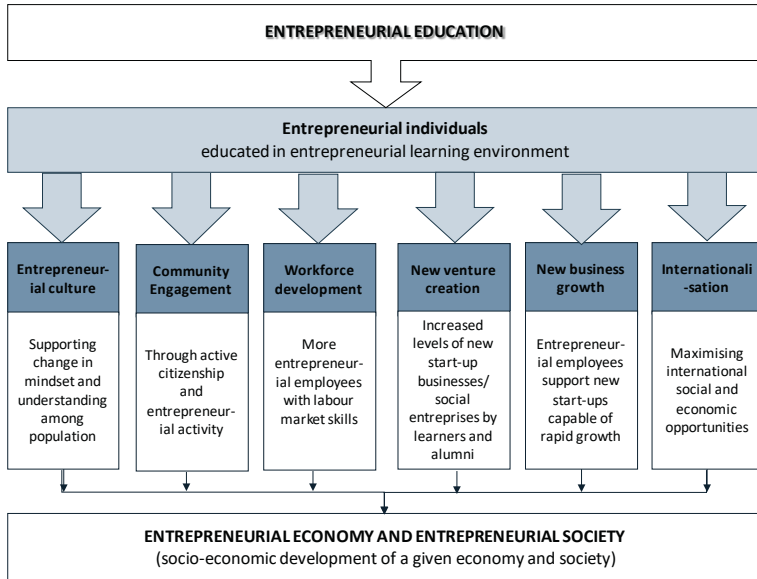 ENTREPRENEURIAL EDUCATION
Entrepreneurial individuals
educated in entrepreneurial learning environment
Entrepreneur-
ial culture
Supporting
change in
mindset and
understanding
among
population
Community
Engagement
Through active
citizenship
and
entrepreneur-
ial activity
Workforce
development
More
entrepreneur-
ial employees
with labour
market skills
New venture
creation
Increased
levels of new
start-up
businesses/
social
entreprises by
learners and
alumni
New business
growth
Entrepreneur-
ial employees
support new
start-ups
capable of
rapid growth
Internationali
-sation
Maximising
international
social and
economic
opportunities
ENTREPRENEURIAL ECONOMY AND ENTREPRENEURIAL SOCIETY
(socio-economic development of a given economy and society)